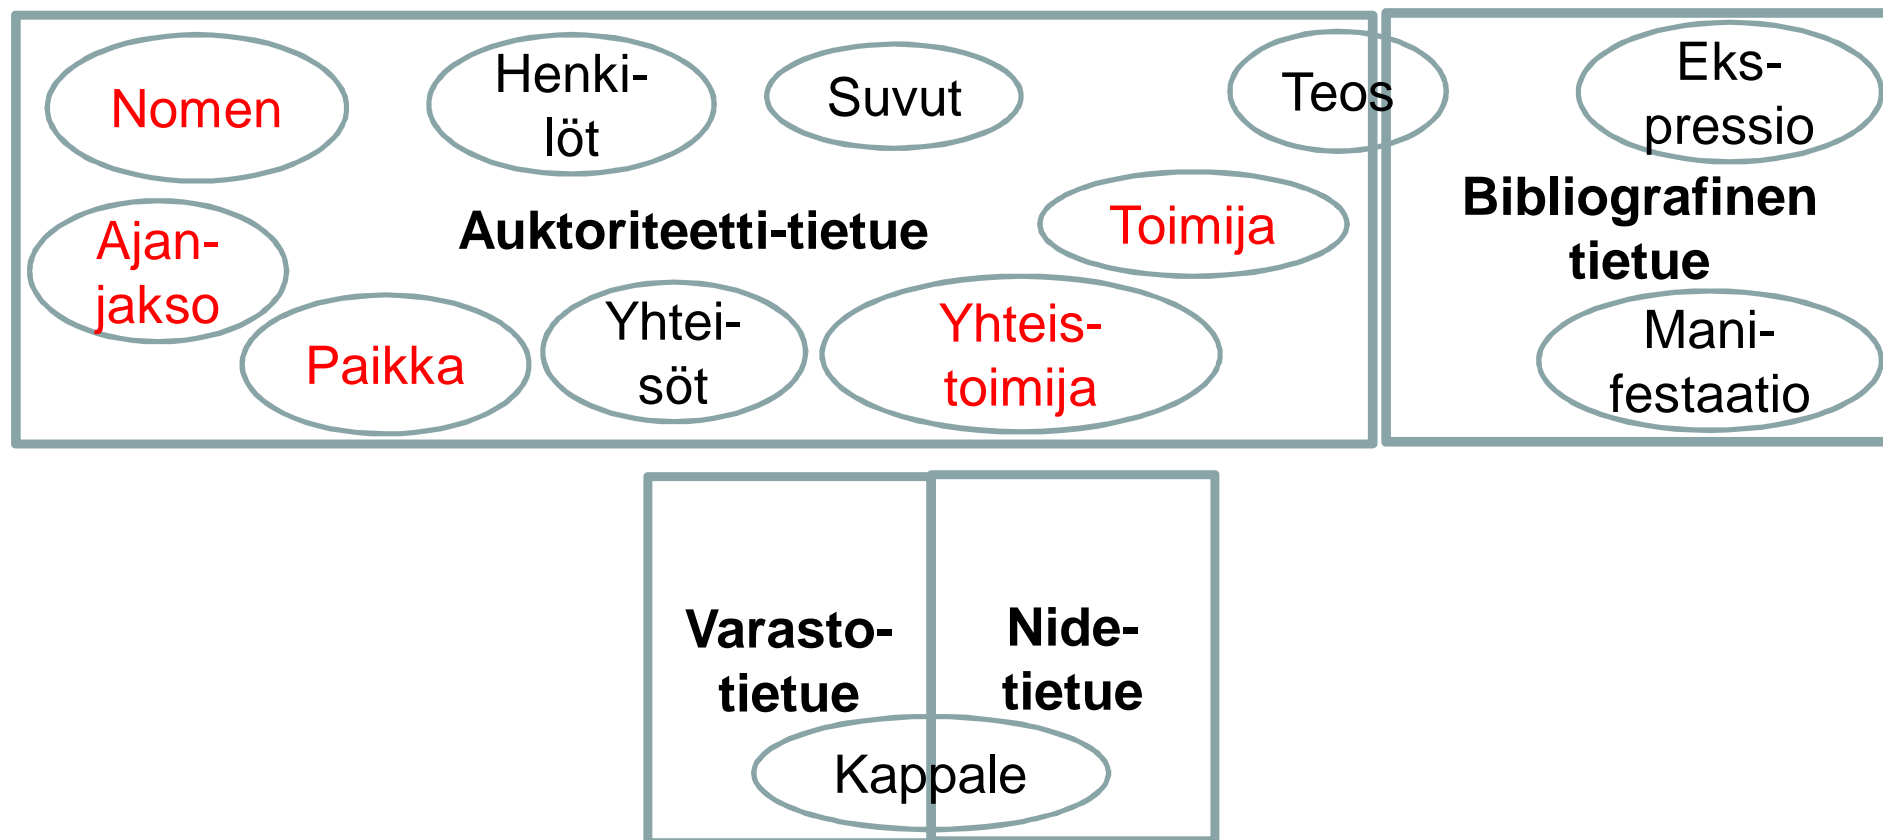 Nomen
Henki-
löt
Suvut
Teos
Eks-
pressio
Ajan-
jakso
Auktoriteetti-tietue
Toimija
Bibliografinen
tietue
Paikka
Yhtei-
söt
Yhteis-
toimija
Mani-
festaatio
Varasto-
tietue
Nide-
tietue
Kappale